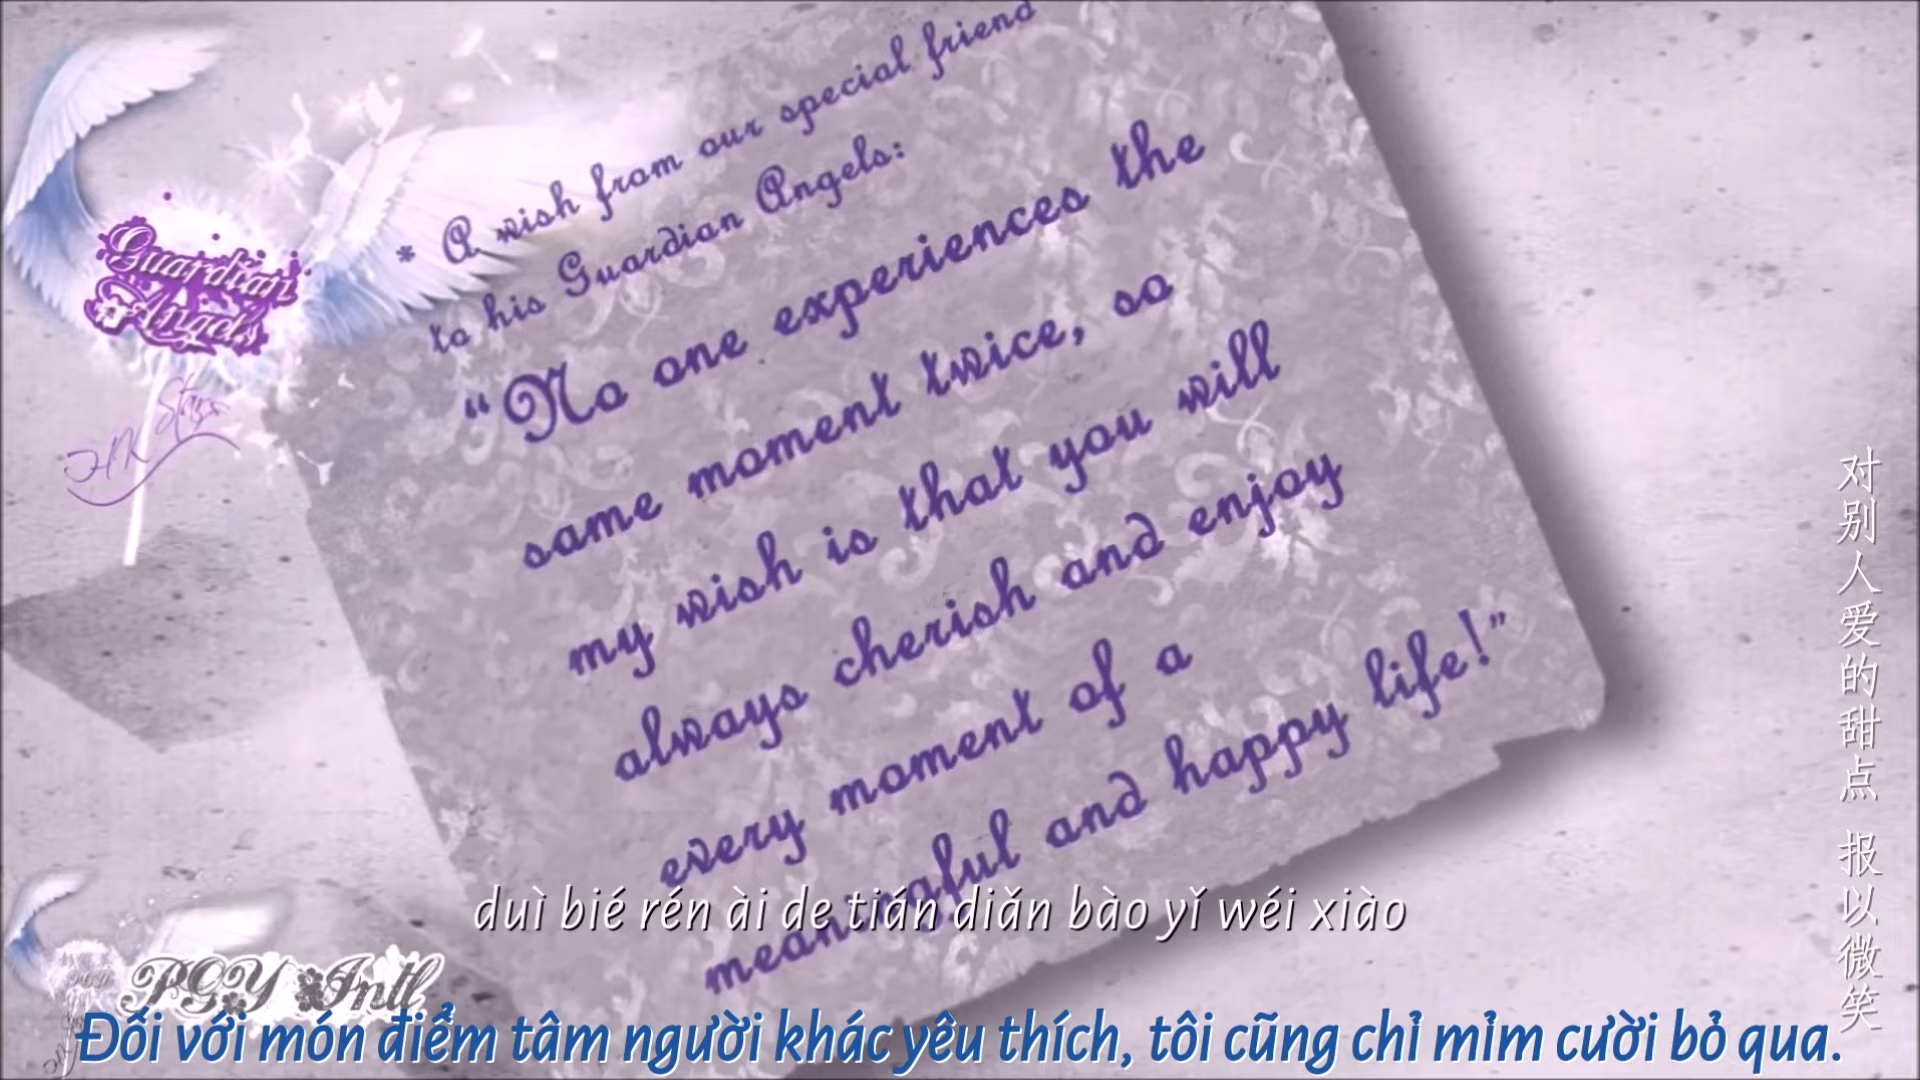 * A wish from our special friend
to his Guardian Angels:
“No one experiences the
same moment twice, so
my wish is that you will
always cherish and enjoy
every moment of a
meaningful and happy life!”
Guardian
Angels
HK Stars
对别人爱的甜点 报以微笑
duì bié rén ài de tián diǎn bào yǐ wéi xiào
PGY Intl
Đối với món điểm tâm người khác yêu thích, tôi cũng chỉ mỉm cười bỏ qua.